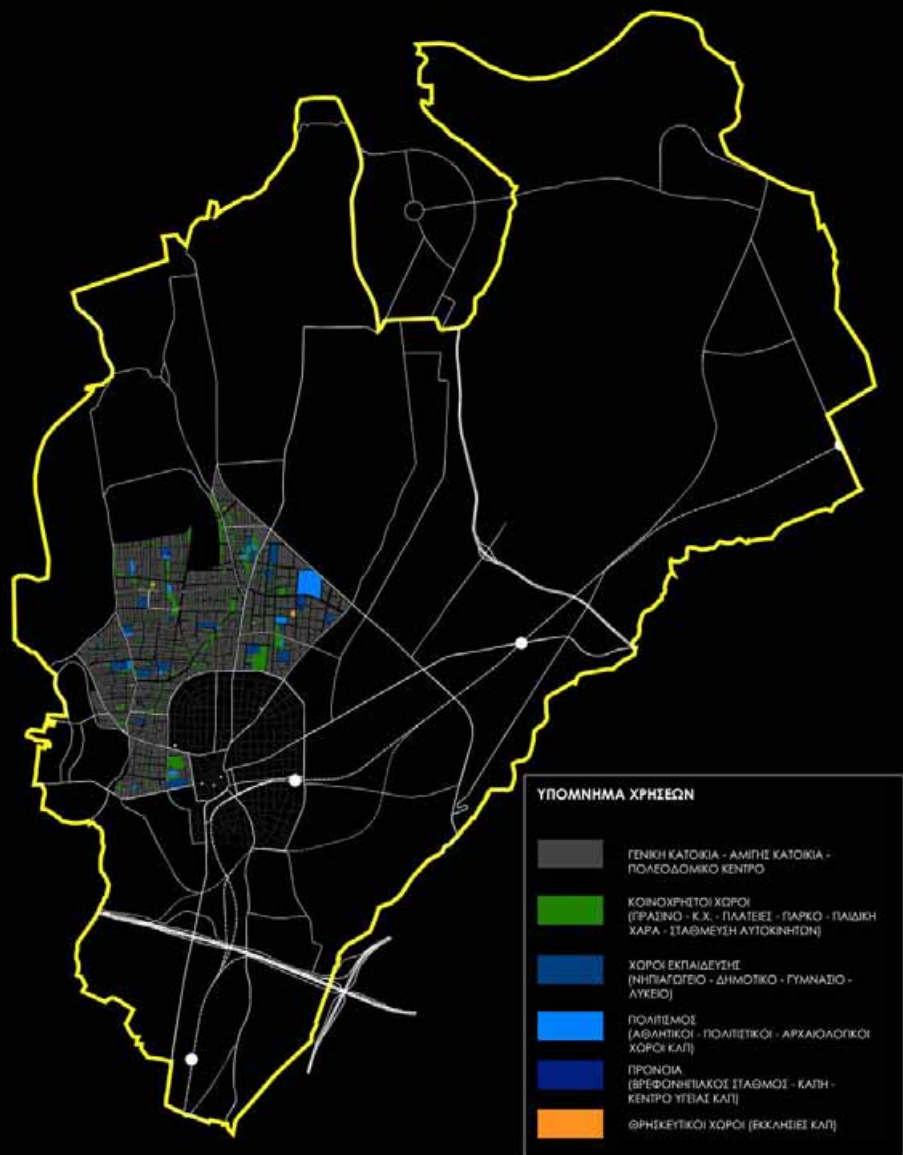 ΥΠΟΜΝΗΜΑ ΧΡΗΣΕΩΝ
ΓΕΝΙΚΗ ΚΑΤΟΙΚΙΑ - ΑΜΙΓΗΣ ΚΑΤΟΙΚΙΑ -
ΠΟΛΕΟΔΟΜΙΚΟ ΚΕΝΤΡΟ
ΚΟΙΝΟΧΡΗΣΤΟΙ ΧΩΡΟΙ
(ΠΡΑΣΙΝΟ - Κ.Χ. - ΠΛΑΤΕΙΕΣ - ΠΑΡΚΟ - ΠΑΙΔΙΚΗ
ΧΑΡΑ - ΣΤΑΘΜΕΥΣΗ ΑΥΤΟΚΙΝΗΤΩΝ)
ΧΩΡΟΙ ΕΚΠΑΙΔΕΥΣΗΣ
(ΝΗΠΙΑΓΩΓΕΙΟ - ΔΗΜΟΤΙΚΟ - ΓΥΜΝΑΣΙΟ -
ΛΥΚΕΙΟ)
ΠΟΛΙΤΙΣΜΟΣ
(ΑΘΛΗΤΙΚΟΙ - ΠΟΛΙΤΙΣΤΙΚΟΙ - ΑΡΧΑΙΟΛΟΓΙΚΟΙ
ΧΩΡΟΙ ΚΛΠ)
ΠΡΟΝΟΙΑ
(ΒΡΕΦΟΝΗΠΙΑΚΟΣ ΣΤΑΘΜΟΣ - ΚΑΠΗ -
ΚΕΝΤΡΟ ΥΓΕΙΑΣ ΚΛΠ)
ΘΡΗΣΚΕΥΤΙΚΟΙ ΧΩΡΟΙ (ΕΚΚΛΗΣΙΕΣ ΚΛΠ)